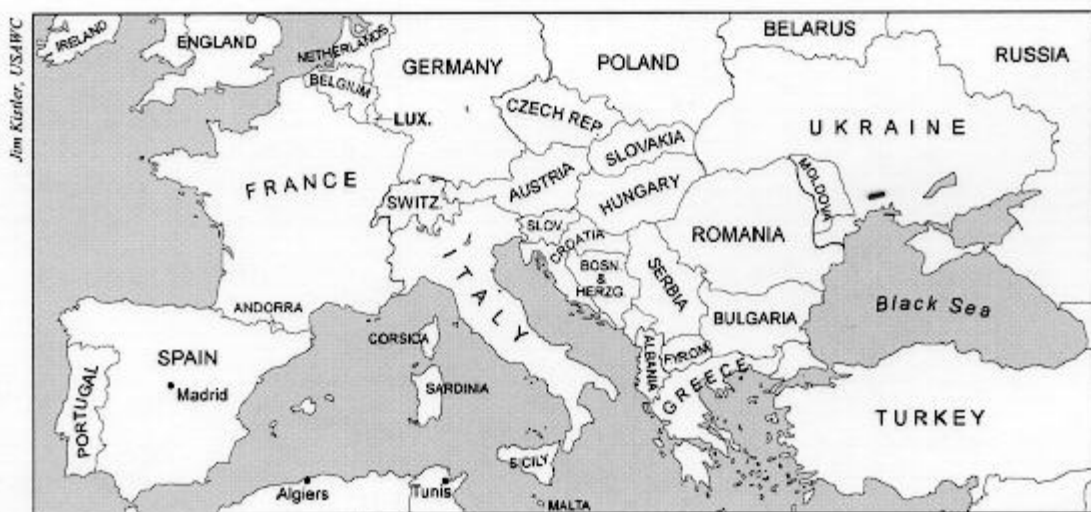 Jim Kistler, USAWC
IRELAND
ENGLAND
NETHERLANDS
BELGIUM
LUX.
GERMANY
POLAND
BELARUS
RUSSIA
CZECH REP.
SLOVAKIA
UKRAINE
FRANCE
SWITZ.
AUSTRIA
HUNGARY
MOLDOVA
SLOV.
CROATIA
ROMANIA
ITALY
BOSN.
&
HERZG.
SERBIA
Black Sea
ANDORRA
CORSICA
BULGARIA
ALBANIA
FYROM
SPAIN
Madrid
PORTUGAL
SARDINIA
GREECE
TURKEY
SICILY
Algiers
Tunis
MALTA